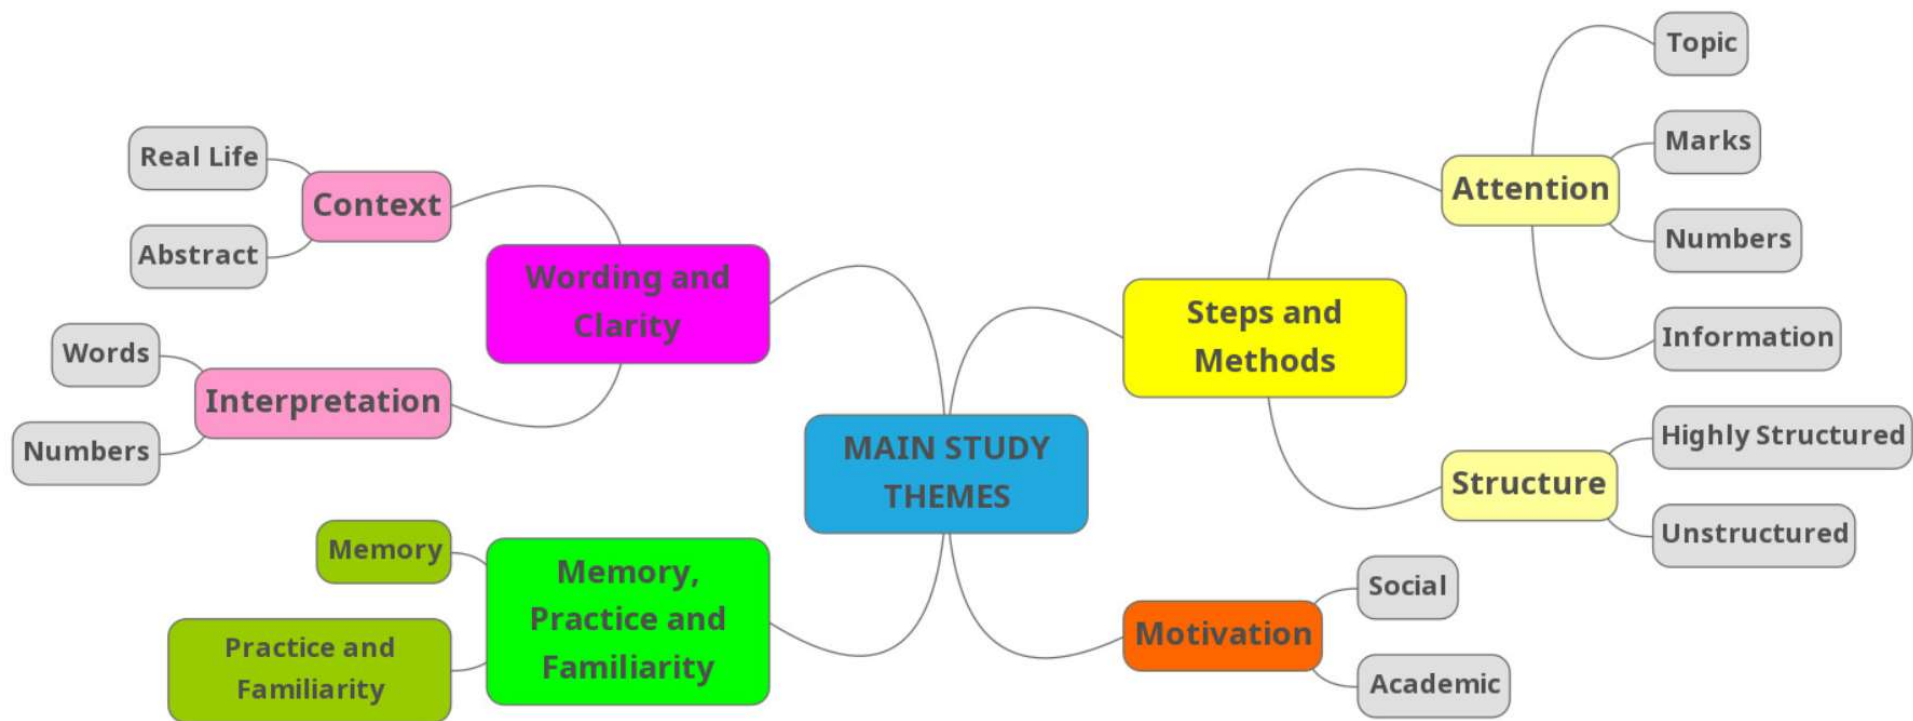 Topic
Marks
Attention
Numbers
Information
Real Life
Context
Abstract
Wording and
Clarity
Words
Interpretation
Numbers
Steps and
Methods
MAIN STUDY
THEMES
Highly Structured
Structure
Unstructured
Memory
Memory,
Practice and
Familiarity
Practice and
Familiarity
Social
Motivation
Academic